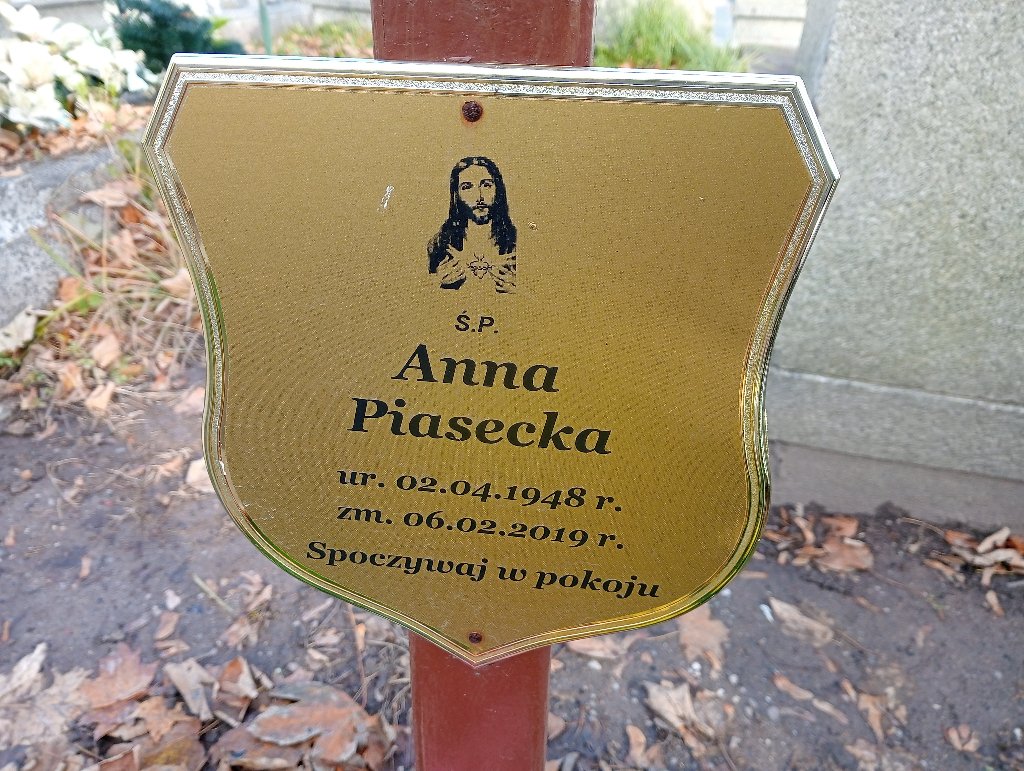 Ś.P.
Anna
Piasecka
ur. 02.04.1948 r.
zm. 06.02.2019 r.
Spoczywaj w pokoju